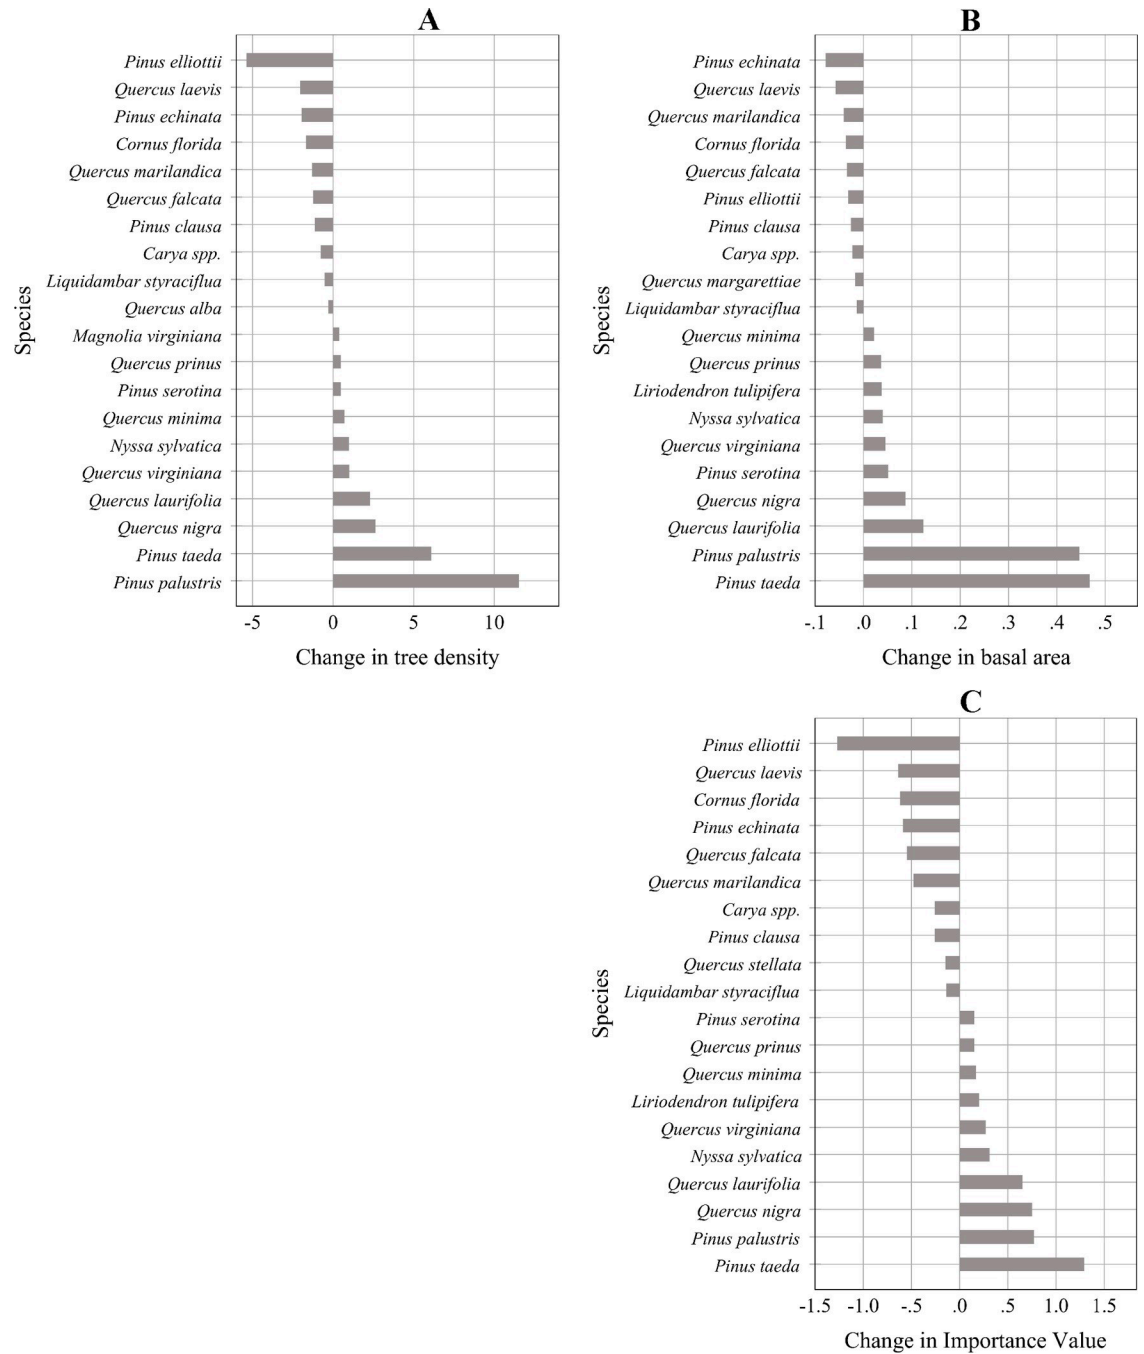 A
Species
Pinus elliottii
Quercus laevis
Pinus echinata
Cornus florida
Quercus marilandica
Quercus falcata
Pinus clausa
Carya spp.
Liquidambar styraciflua
Quercus alba
Magnolia virginiana
Quercus prinus
Pinus serotina
Quercus minima
Nyssa sylvatica
Quercus virginiana
Quercus laurifolia
Quercus nigra
Pinus taeda
Pinus palustris
-5 0 5 10
Change in tree density
B
Species
Pinus echinata
Quercus laevis
Quercus marilandica
Cornus florida
Quercus falcata
Pinus elliottii
Pinus clausa
Carya spp.
Quercus margarettiae
Liquidambar styraciflua
Quercus minima
Quercus prinus
Liriodendron tulipifera
Nyssa sylvatica
Quercus virginiana
Pinus serotina
Quercus nigra
Quercus laurifolia
Pinus palustris
Pinus taeda
-.1 .0 .1 .2 .3 .4 .5
Change in basal area
C
Species
Pinus elliottii
Quercus laevis
Cornus florida
Pinus echinata
Quercus falcata
Quercus marilandica
Carya spp.
Pinus clausa
Quercus stellata
Liquidambar styraciflua
Pinus serotina
Quercus prinus
Quercus minima
Liriodendron tulipifera
Quercus virginiana
Nyssa sylvatica
Quercus laurifolia
Quercus nigra
Pinus palustris
Pinus taeda
-1.5 -1.0 -.5 .0 .5 1.0 1.5
Change in Importance Value